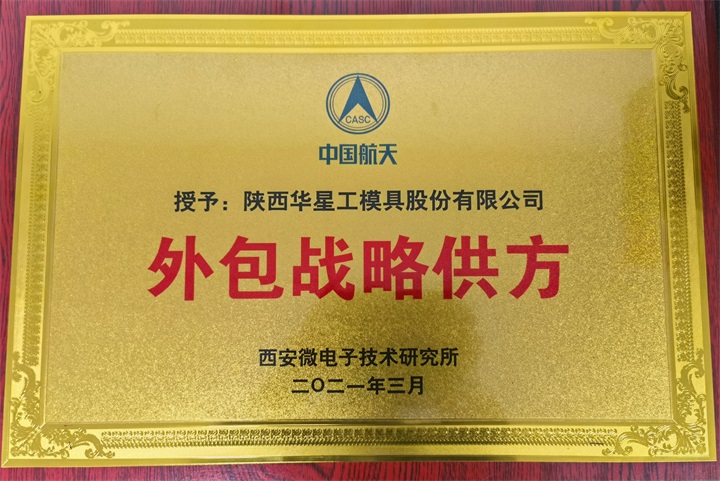 CASC
中国航天
授予：陕西华星工模具股份有限公司
外包战略供方
西安微电子技术研究所
二〇二一年三月